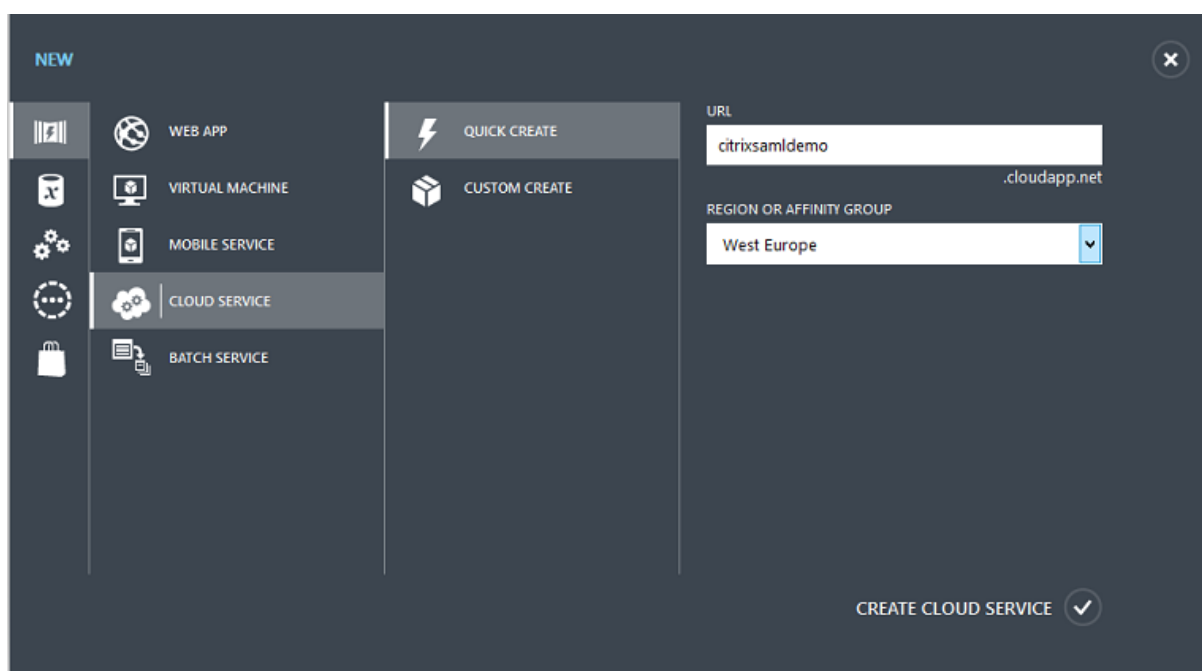 NEW
WEB APP
VIRTUAL MACHINE
MOBILE SERVICE
CLOUD SERVICE
BATCH SERVICE
QUICK CREATE
CUSTOM CREATE
URL
citrixsamldemo
.cloudapp.net
REGION OR AFFINITY GROUP
West Europe
CREATE CLOUD SERVICE